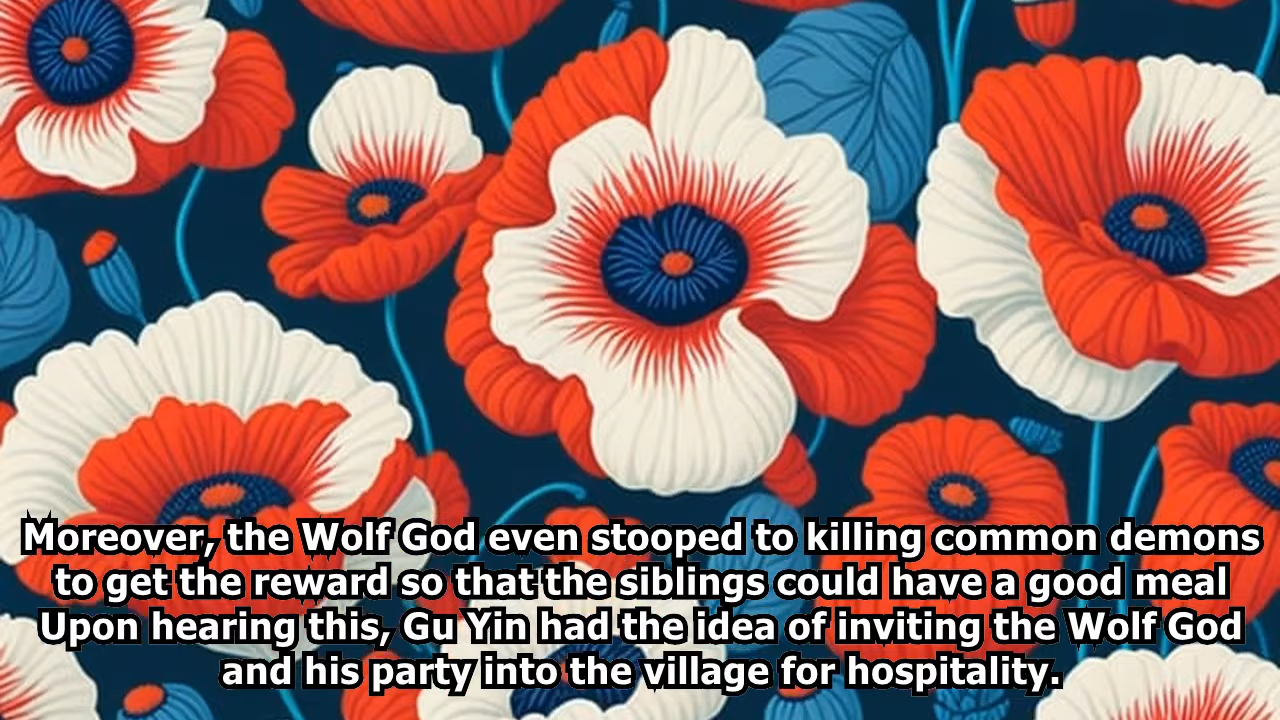 Moreover, the Wolf God even stooped to killing common demons
to get the reward so that the siblings could have a good meal
Upon hearing this, Gu Yin had the idea of inviting the Wolf God
and his party into the village for hospitality.